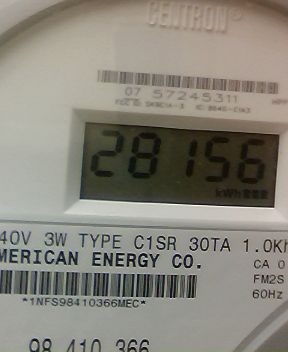 CENTRON®
07 57245311
28156
kWh
40V 3W TYPE C1SR 30TA 1.0Kh
MERICAN ENERGY CO.
CA 0
FM2S
60Hz
*1NFS98410366MEC*
98 410 366